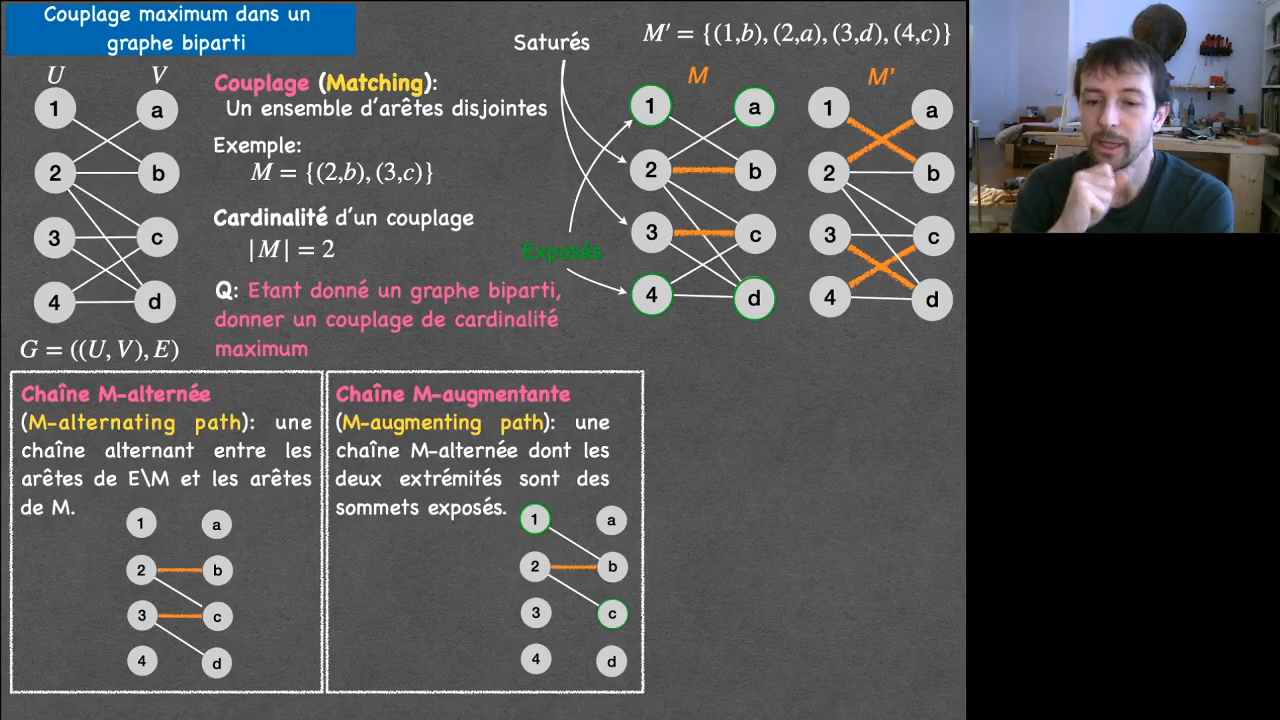 Couplage maximum dans un
graphe biparti
U V
1 a
2 b
3 c
4 d
G = ((U, V), E)
Couplage (Matching):
Un ensemble d'arêtes disjointes
Exemple:
M = {(2,b), (3,c)}
Cardinalité d'un couplage
|M| = 2
Q: Etant donné un graphe biparti,
donner un couplage de cardinalité
maximum
Saturés
Exposés
M
1 a
2 b
3 c
4 d
M′ = {(1,b), (2,a), (3,d), (4,c)}
M'
1 a
2 b
3 c
4 d
Chaîne M-alternée
(M-alternating path): une
chaîne alternant entre les
arêtes de E\M et les arêtes
de M.
1 a
2 b
3 c
4 d
Chaîne M-augmentante
(M-augmenting path): une
chaîne M-alternée dont les
deux extrémités sont des
sommets exposés.
1 a
2 b
3 c
4 d